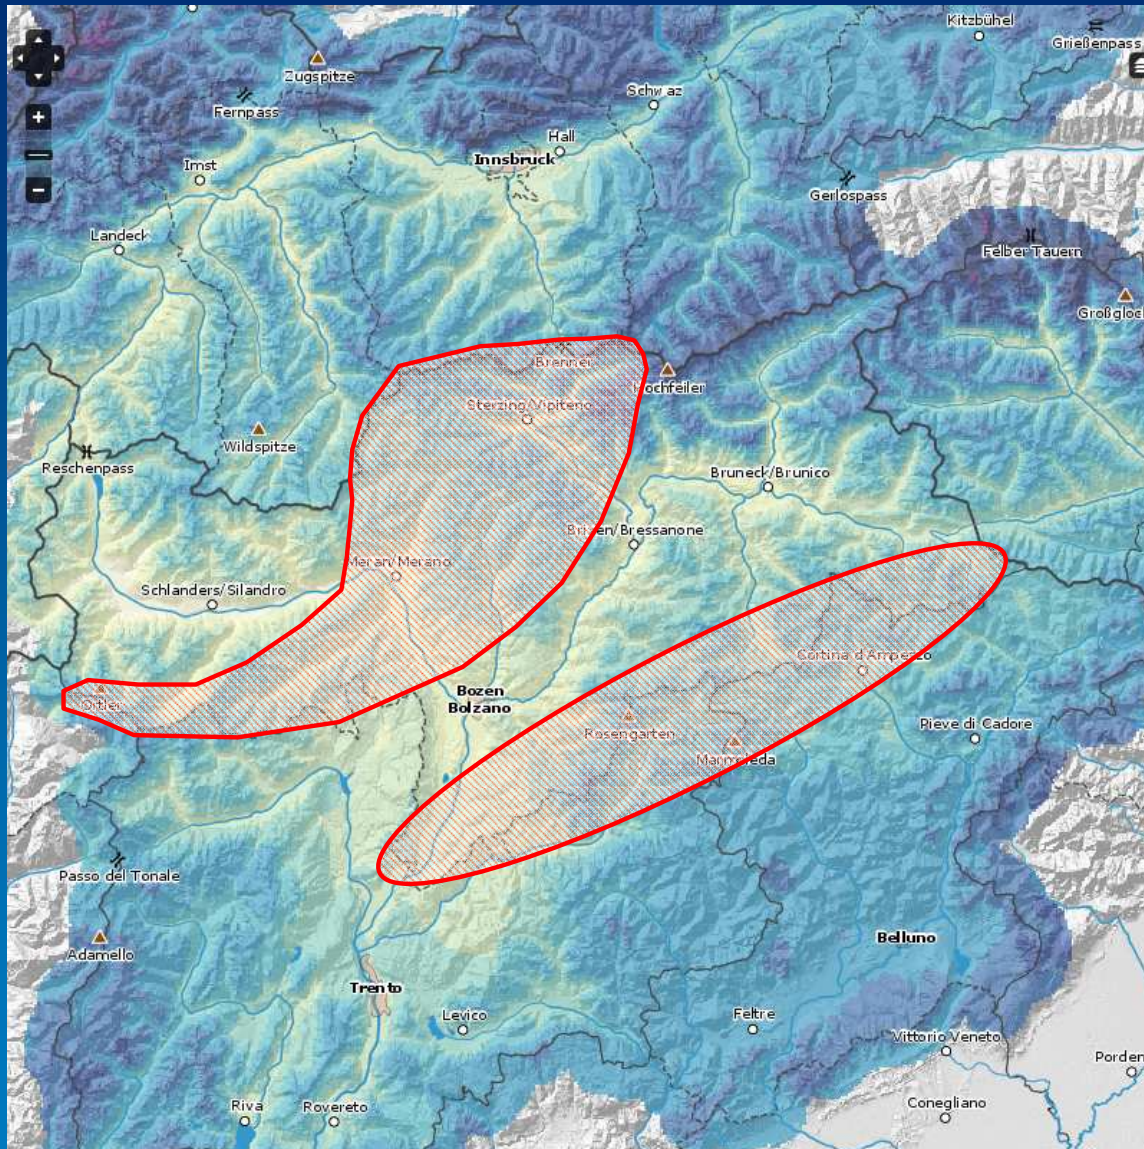 Kitzbühel
Grießenpass
Zugspitze
Fernpass
Schwaz
Hall
Innsbruck
Imst
Gerlospass
Landeck
Felber Tauern
Großgloc
Brenner
Hochfeiler
Sterzing/Vipiteno
Wildspitze
Reschenpass
Bruneck/Brunico
Brixen/Bressanone
Meran/Merano
Schlanders/Silandro
Cortina d'Ampezzo
Ortler
Bozen
Bolzano
Rosengarten
Pieve di Cadore
Marmoleda
Passo del Tonale
Adamello
Belluno
Trento
Levico
Feltre
Vittorio Veneto
Porden
Riva
Rovereto
Conegliano